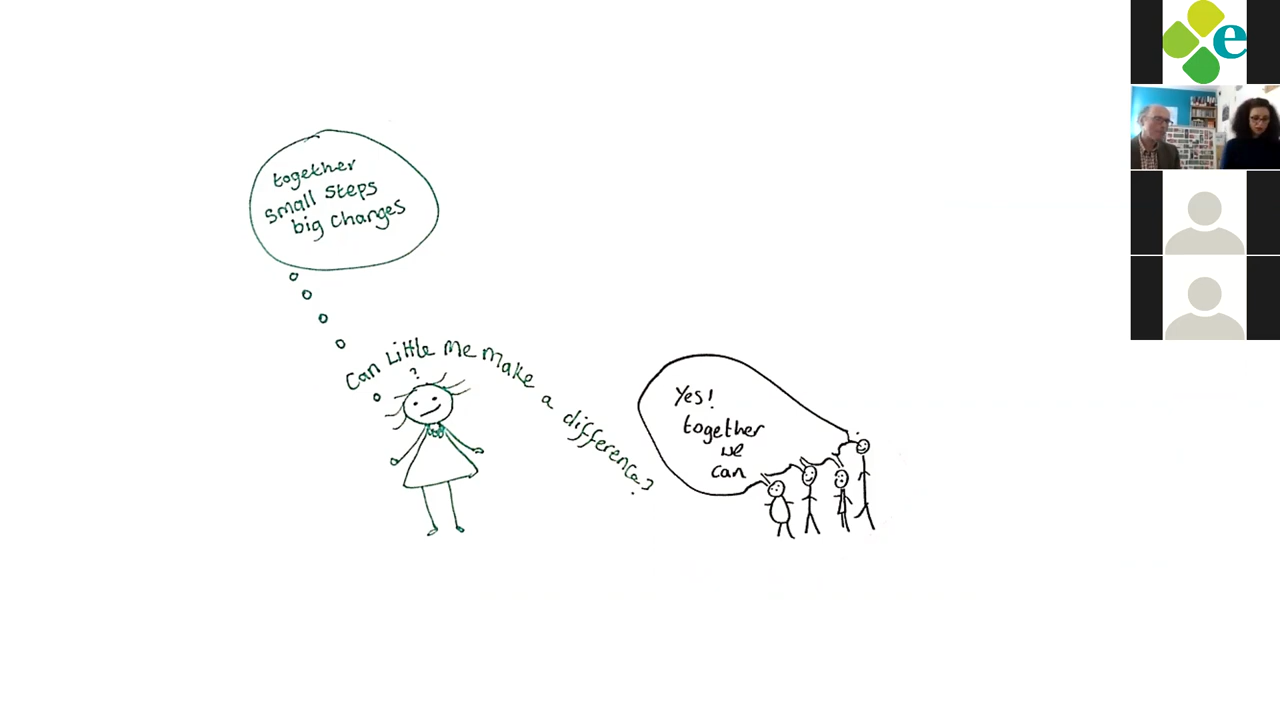 together
small steps
big changes
Can Little me make a difference?
?
Yes!
together
we
can
e